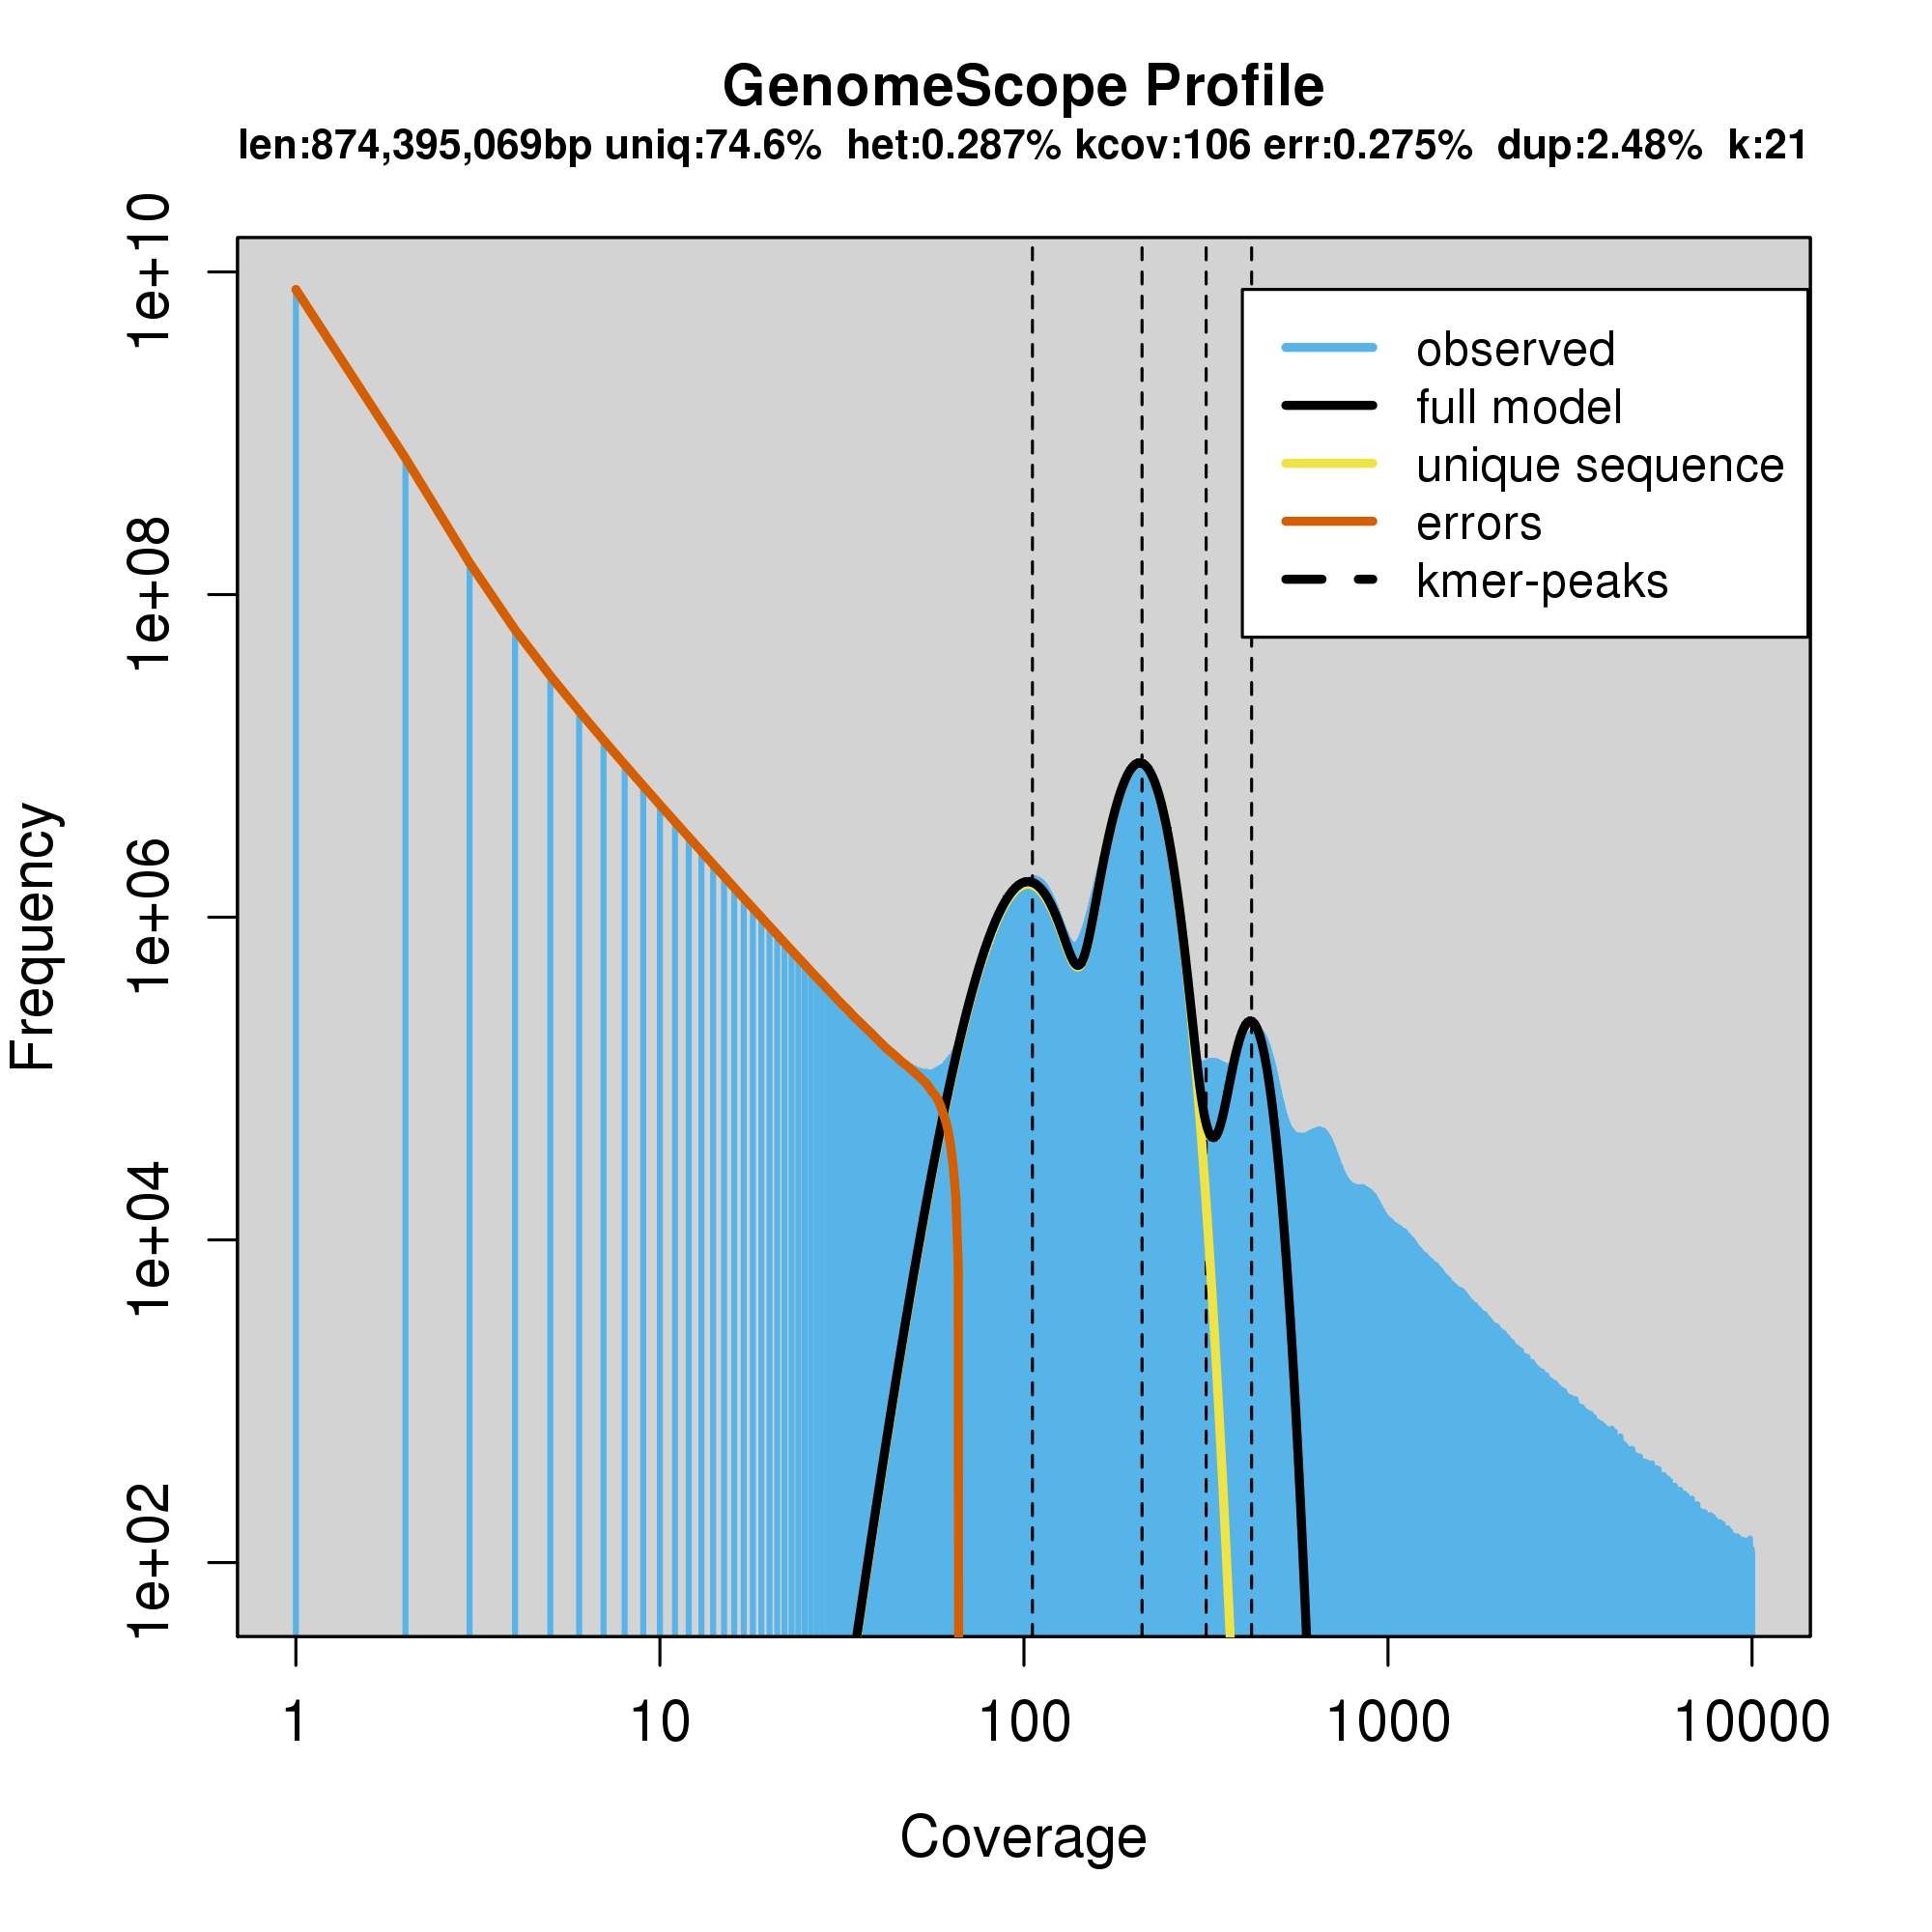 GenomeScope Profile
len:874,395,069bp uniq:74.6% het:0.287% kcov:106 err:0.275% dup:2.48% k:21
1e+10
1e+08
1e+06
1e+04
1e+02
Frequency
observed
full model
unique sequence
errors
kmer-peaks
1 10 100 1000 10000
Coverage